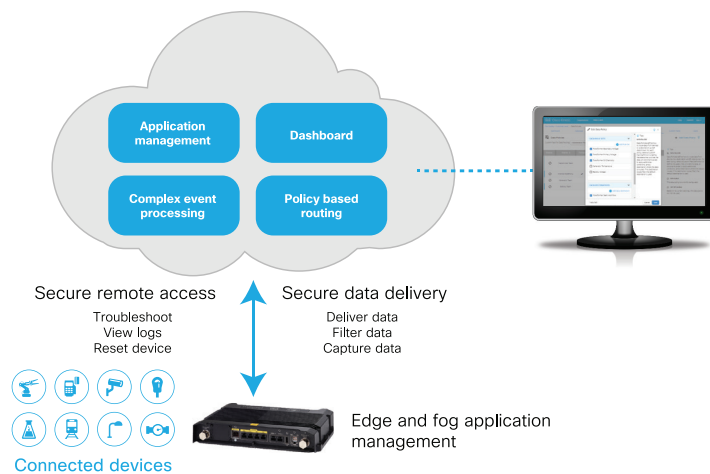 Application
management
Dashboard
Complex event
processing
Policy based
routing
Secure remote access
Troubleshoot
View logs
Reset device
Secure data delivery
Deliver data
Filter data
Capture data
Edge and fog application
management
Connected devices